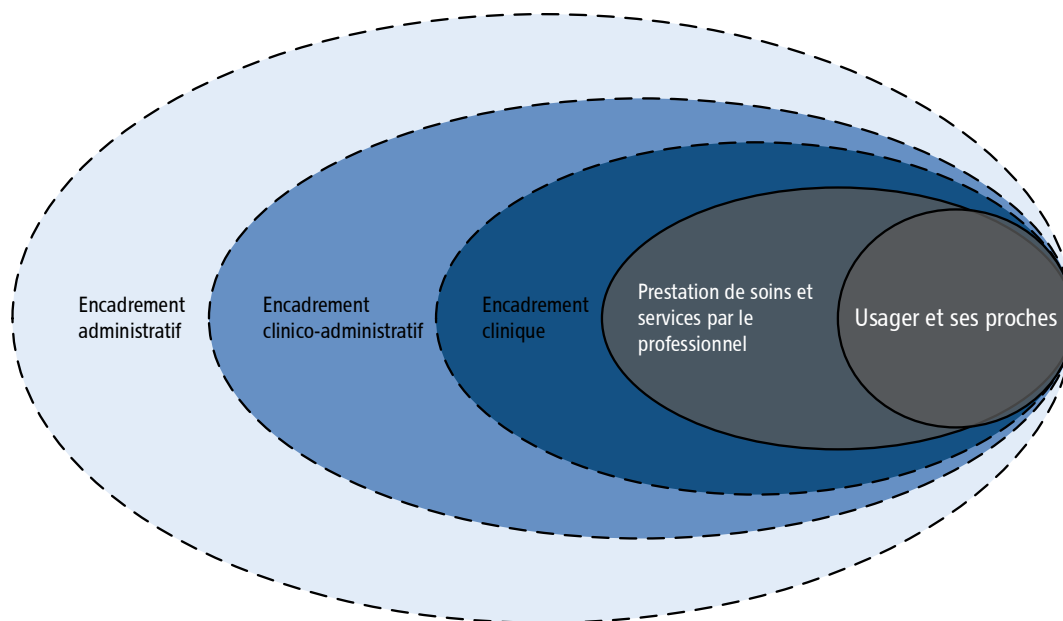 Encadrement
administratif
Encadrement
clinico-administratif
Encadrement
clinique
Prestation de soins et
services par le
professionnel
Usager et ses proches